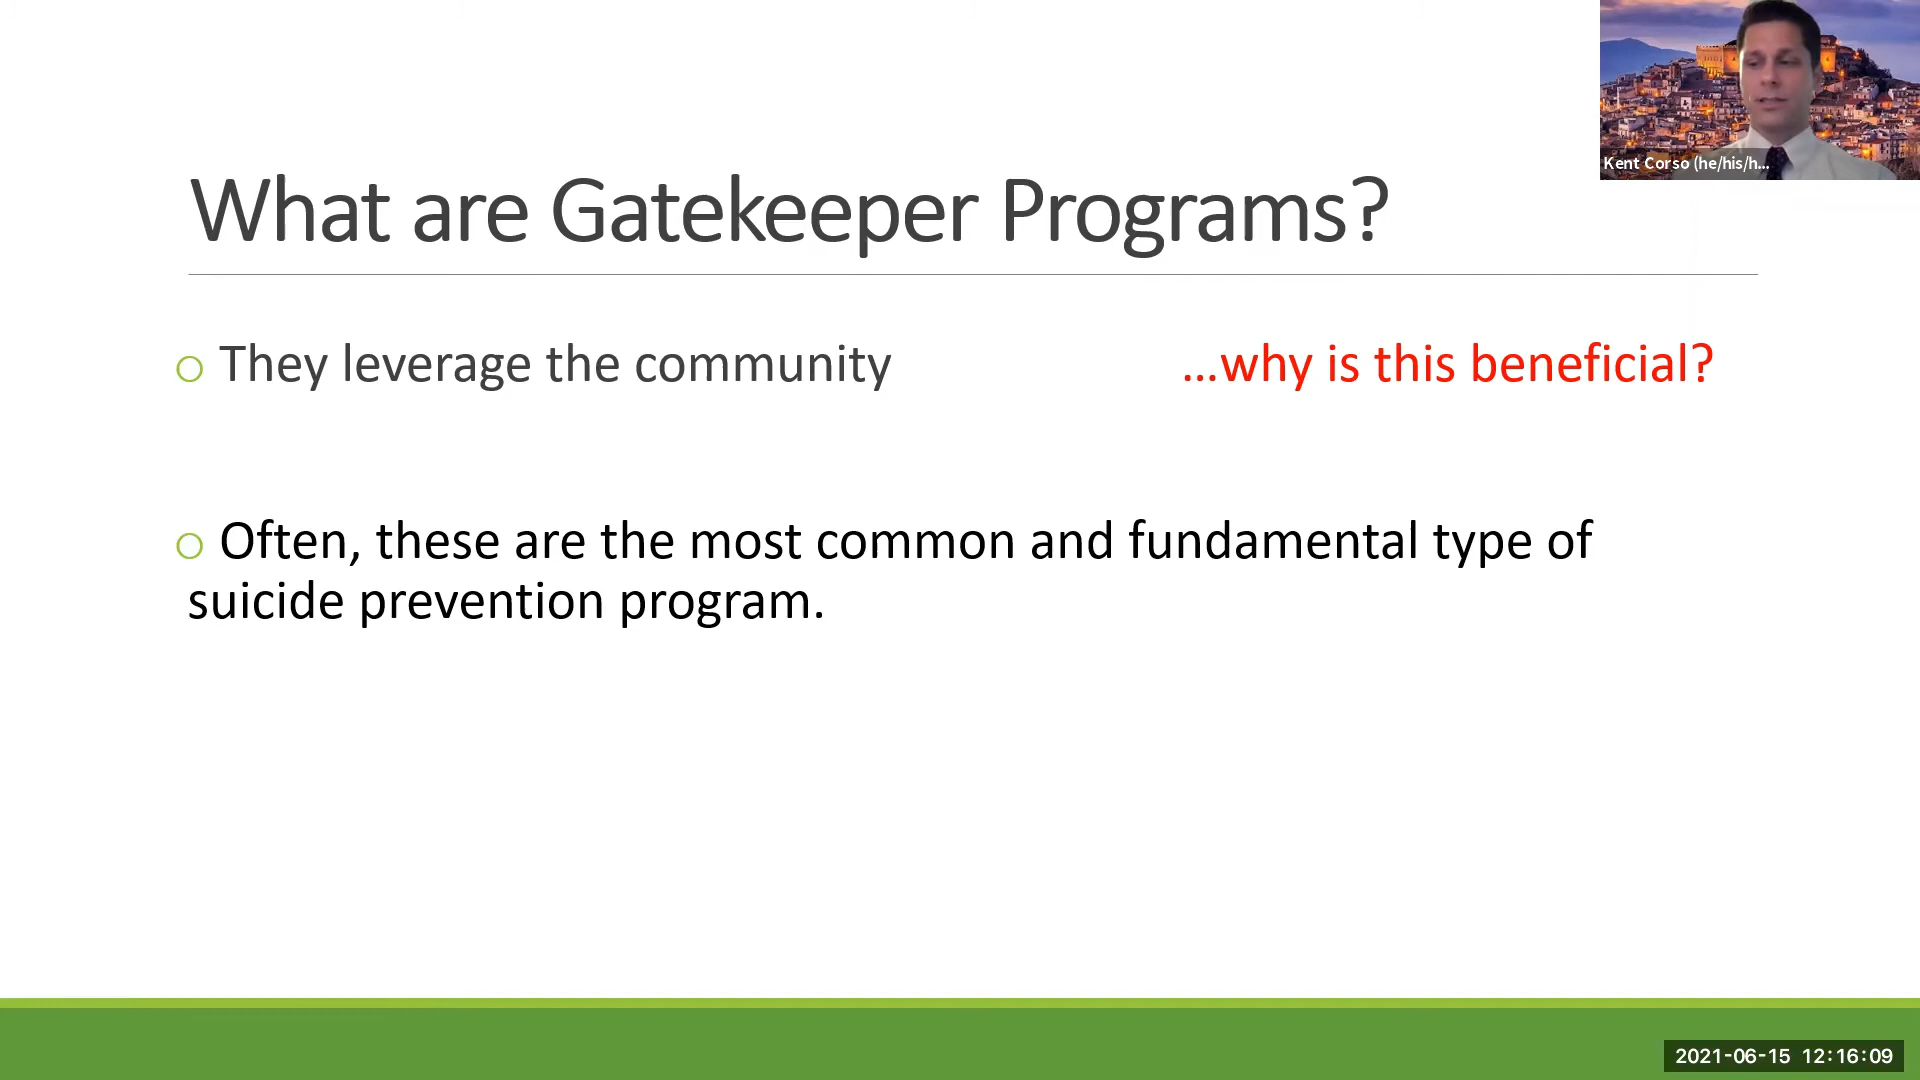 Kent Corso (he/his/h...
What are Gatekeeper Programs?
They leverage the community ...why is this beneficial?
Often, these are the most common and fundamental type of
suicide prevention program.
2021-06-15 12:16:09